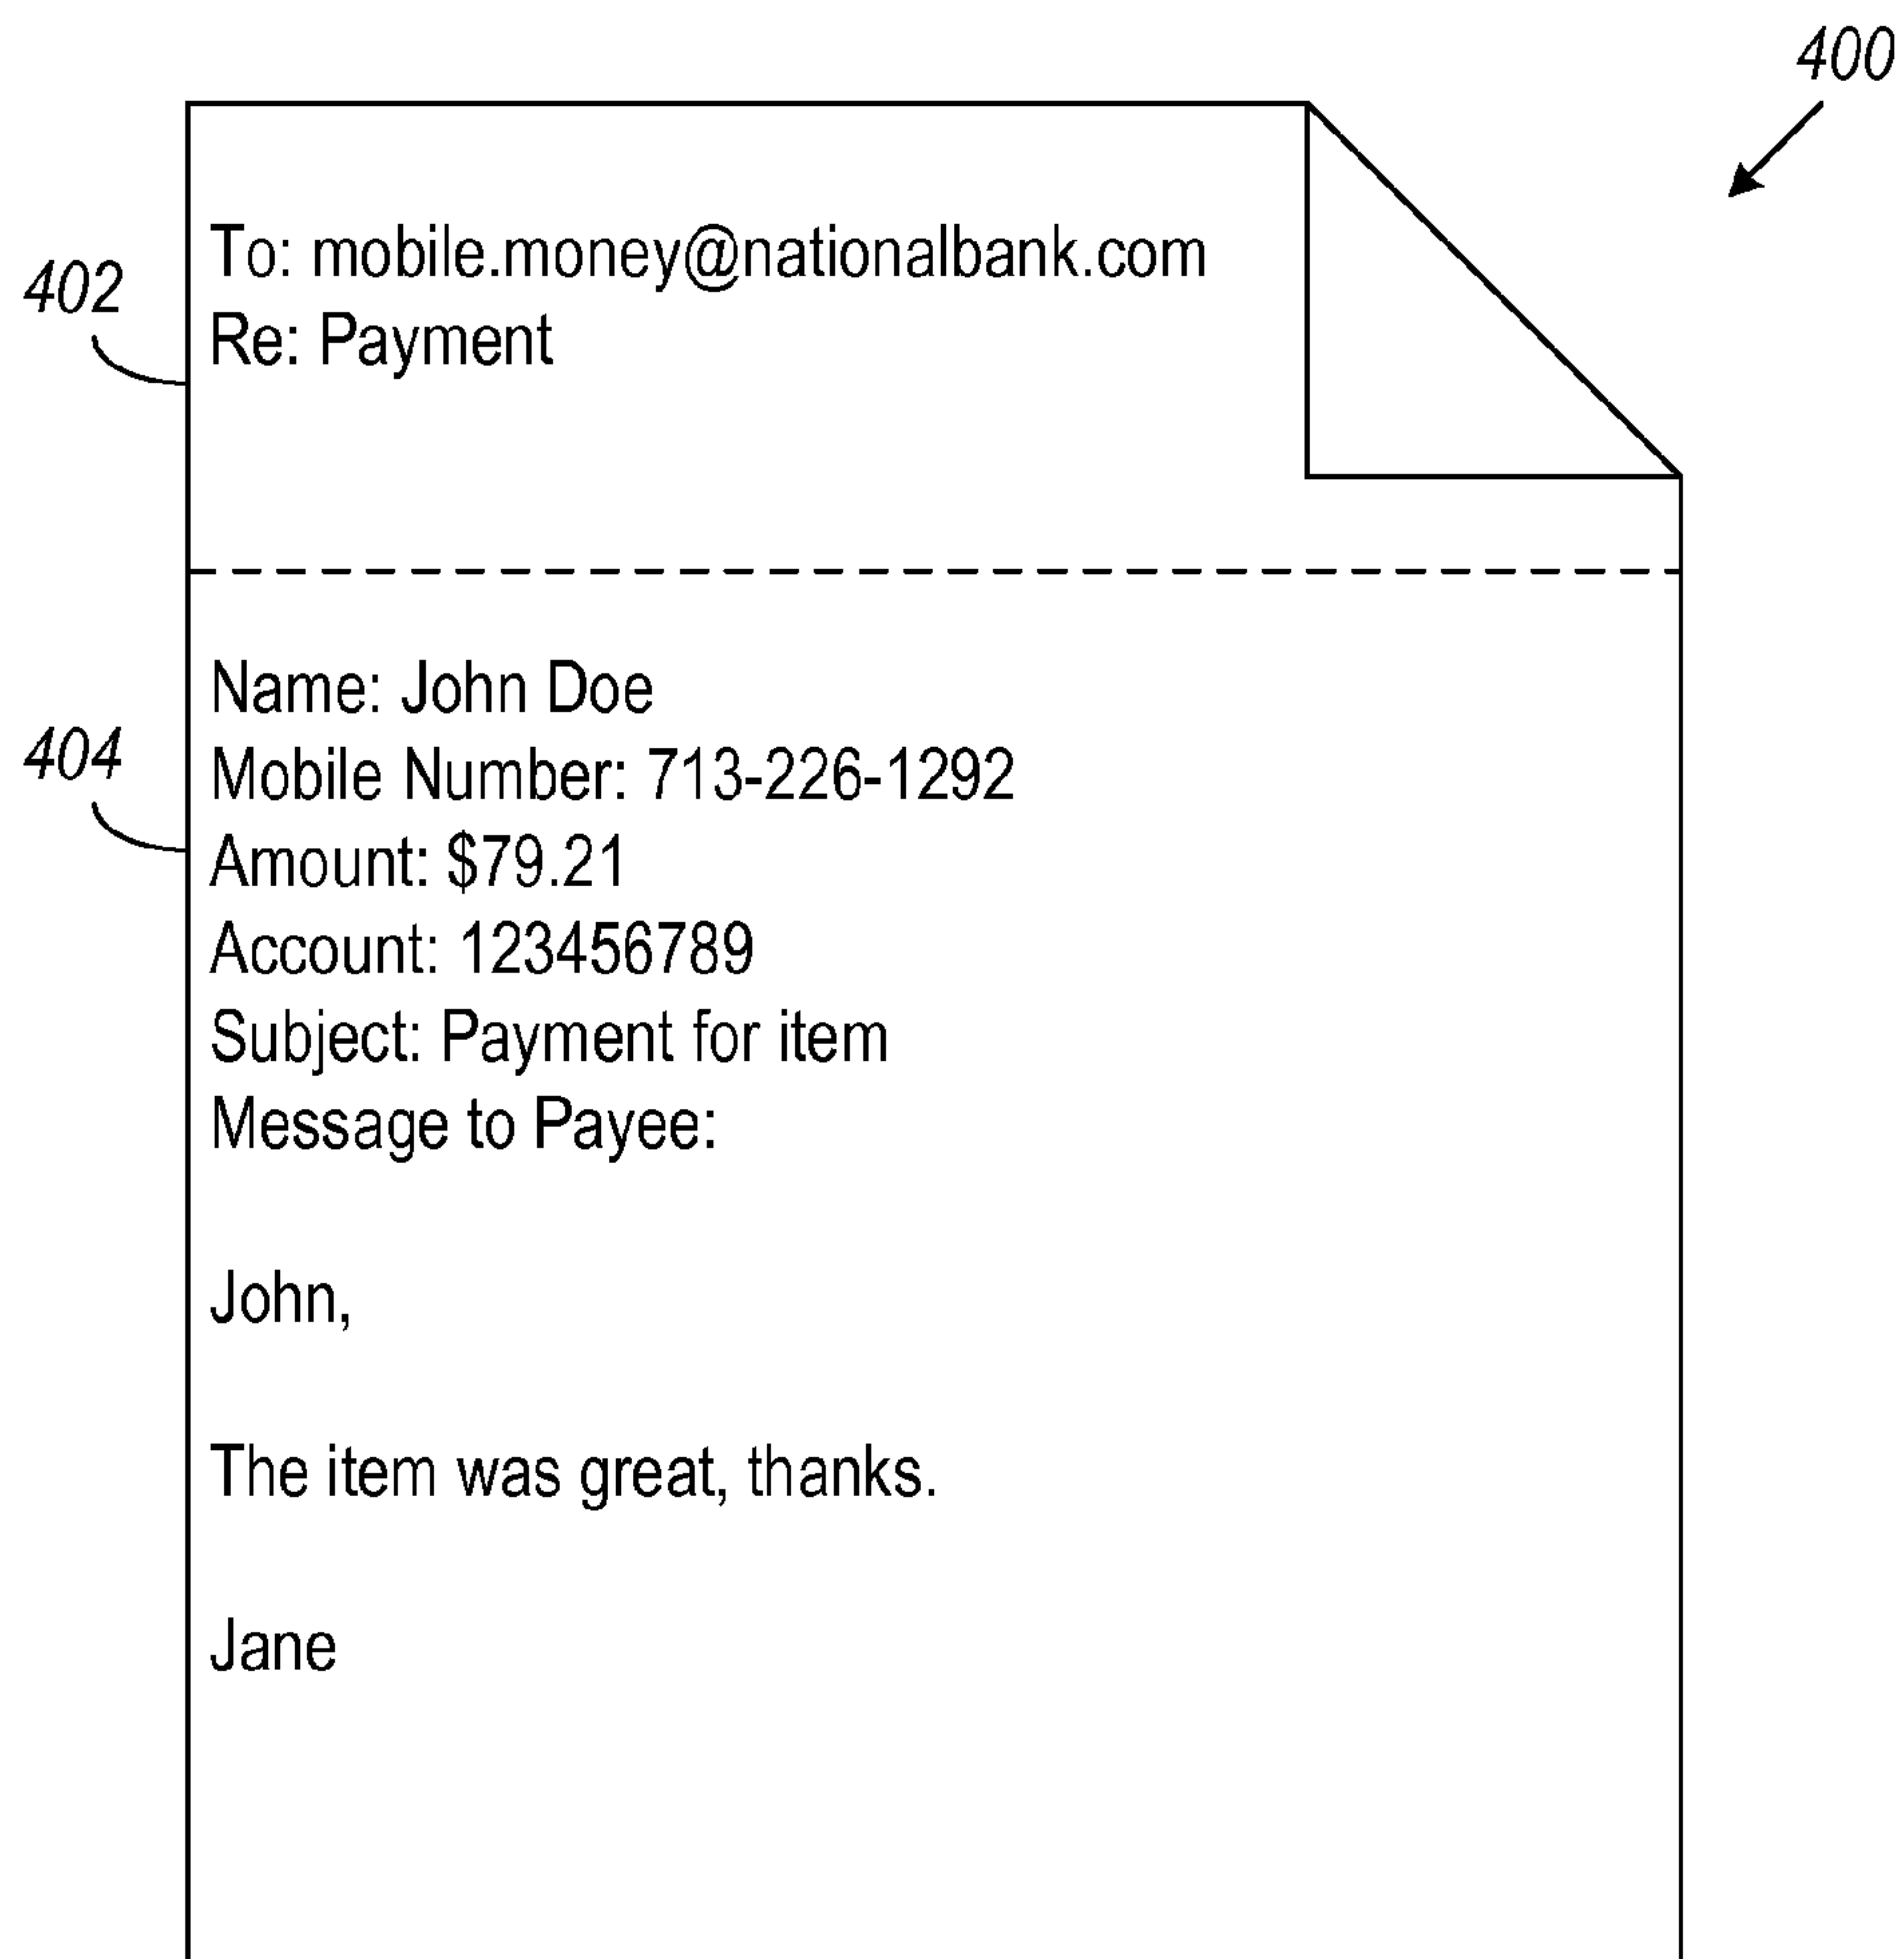 400
402
To: mobile.money@nationalbank.com
Re: Payment
404
Name: John Doe
Mobile Number: 713-226-1292
Amount: $79.21
Account: 123456789
Subject: Payment for item
Message to Payee:
John,
The item was great, thanks.
Jane